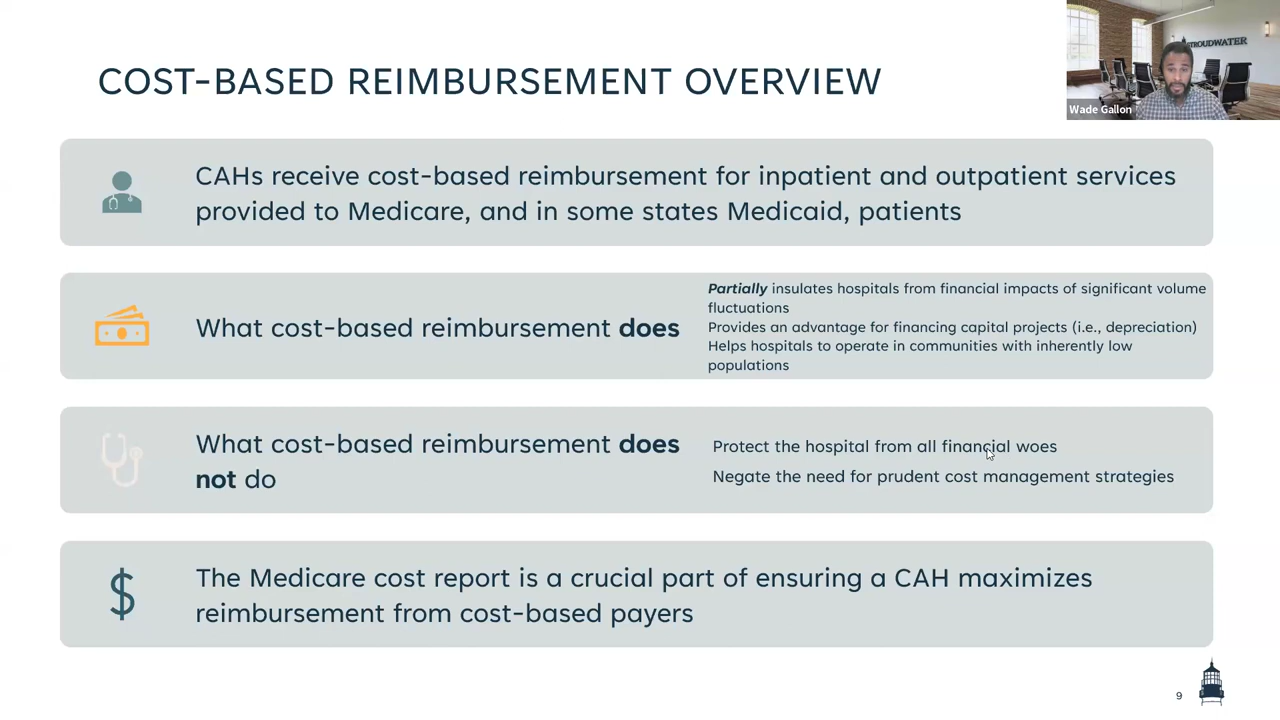 COST-BASED REIMBURSEMENT OVERVIEW
STROUDWATER
Wade Gallon
CAHs receive cost-based reimbursement for inpatient and outpatient services
provided to Medicare, and in some states Medicaid, patients
What cost-based reimbursement does
Partially insulates hospitals from financial impacts of significant volume
fluctuations
Provides an advantage for financing capital projects (i.e., depreciation)
Helps hospitals to operate in communities with inherently low
populations
What cost-based reimbursement does
not do
Protect the hospital from all financial woes
Negate the need for prudent cost management strategies
The Medicare cost report is a crucial part of ensuring a CAH maximizes
reimbursement from cost-based payers
9